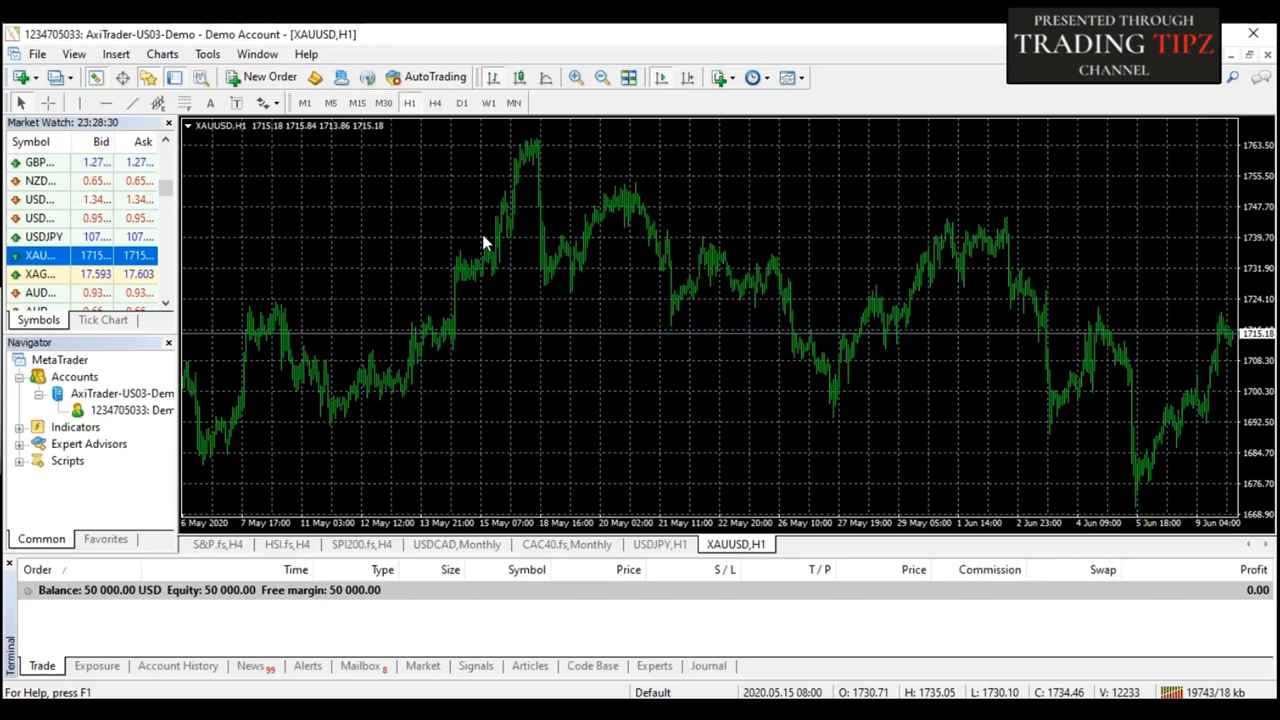 1234705033: AxiTrader-US03-Demo - Demo Account - [XAUUSD,H1]
PRESENTED THROUGH
TRADING TIPZ
CHANNEL
File View Insert Charts Tools Window Help
New Order AutoTrading
A T M1 M5 M15 M30 H1 H4 D1 W1 MN
Market Watch: 23:28:30
Symbol Bid Ask
GBP... 1.27... 1.27...
NZD... 0.65... 0.65...
USD... 1.34... 1.34...
USD... 0.95... 0.95...
USDJPY 107.... 107....
XAU... 1715... 1715...
XAG... 17.593 17.603
AUD... 0.93... 0.93...
Symbols Tick Chart
Navigator
MetaTrader
Accounts
AxiTrader-US03-Dem
1234705033: Dem
Indicators
Expert Advisors
Scripts
Common Favorites
XAUUSD,H1 1715.18 1715.84 1713.86 1715.18
1763.50
1755.50
1747.70
1739.70
1731.90
1724.10
1715.18
1708.30
1700.30
1692.50
1684.70
1676.70
1668.90
6 May 2020 7 May 17:00 11 May 03:00 12 May 12:00 13 May 21:00 15 May 07:00 18 May 16:00 20 May 02:00 21 May 11:00 22 May 20:00 26 May 10:00 27 May 19:00 29 May 05:00 1 Jun 14:00 2 Jun 23:00 4 Jun 09:00 5 Jun 18:00 9 Jun 04:00
S&P.fs,H4 HSI.fs,H4 SPI200.fs,H4 USDCAD,Monthly CAC40.fs,Monthly USDJPY,H1 XAUUSD,H1
Order / Time Type Size Symbol Price S / L T / P Price Commission Swap Profit
Balance: 50 000.00 USD Equity: 50 000.00 Free margin: 50 000.00 0.00
Terminal
Trade Exposure Account History News 99 Alerts Mailbox 8 Market Signals Articles Code Base Experts Journal
For Help, press F1 Default 2020.05.15 08:00 O: 1730.71 H: 1735.05 L: 1730.10 C: 1734.46 V: 12233 19743/18 kb